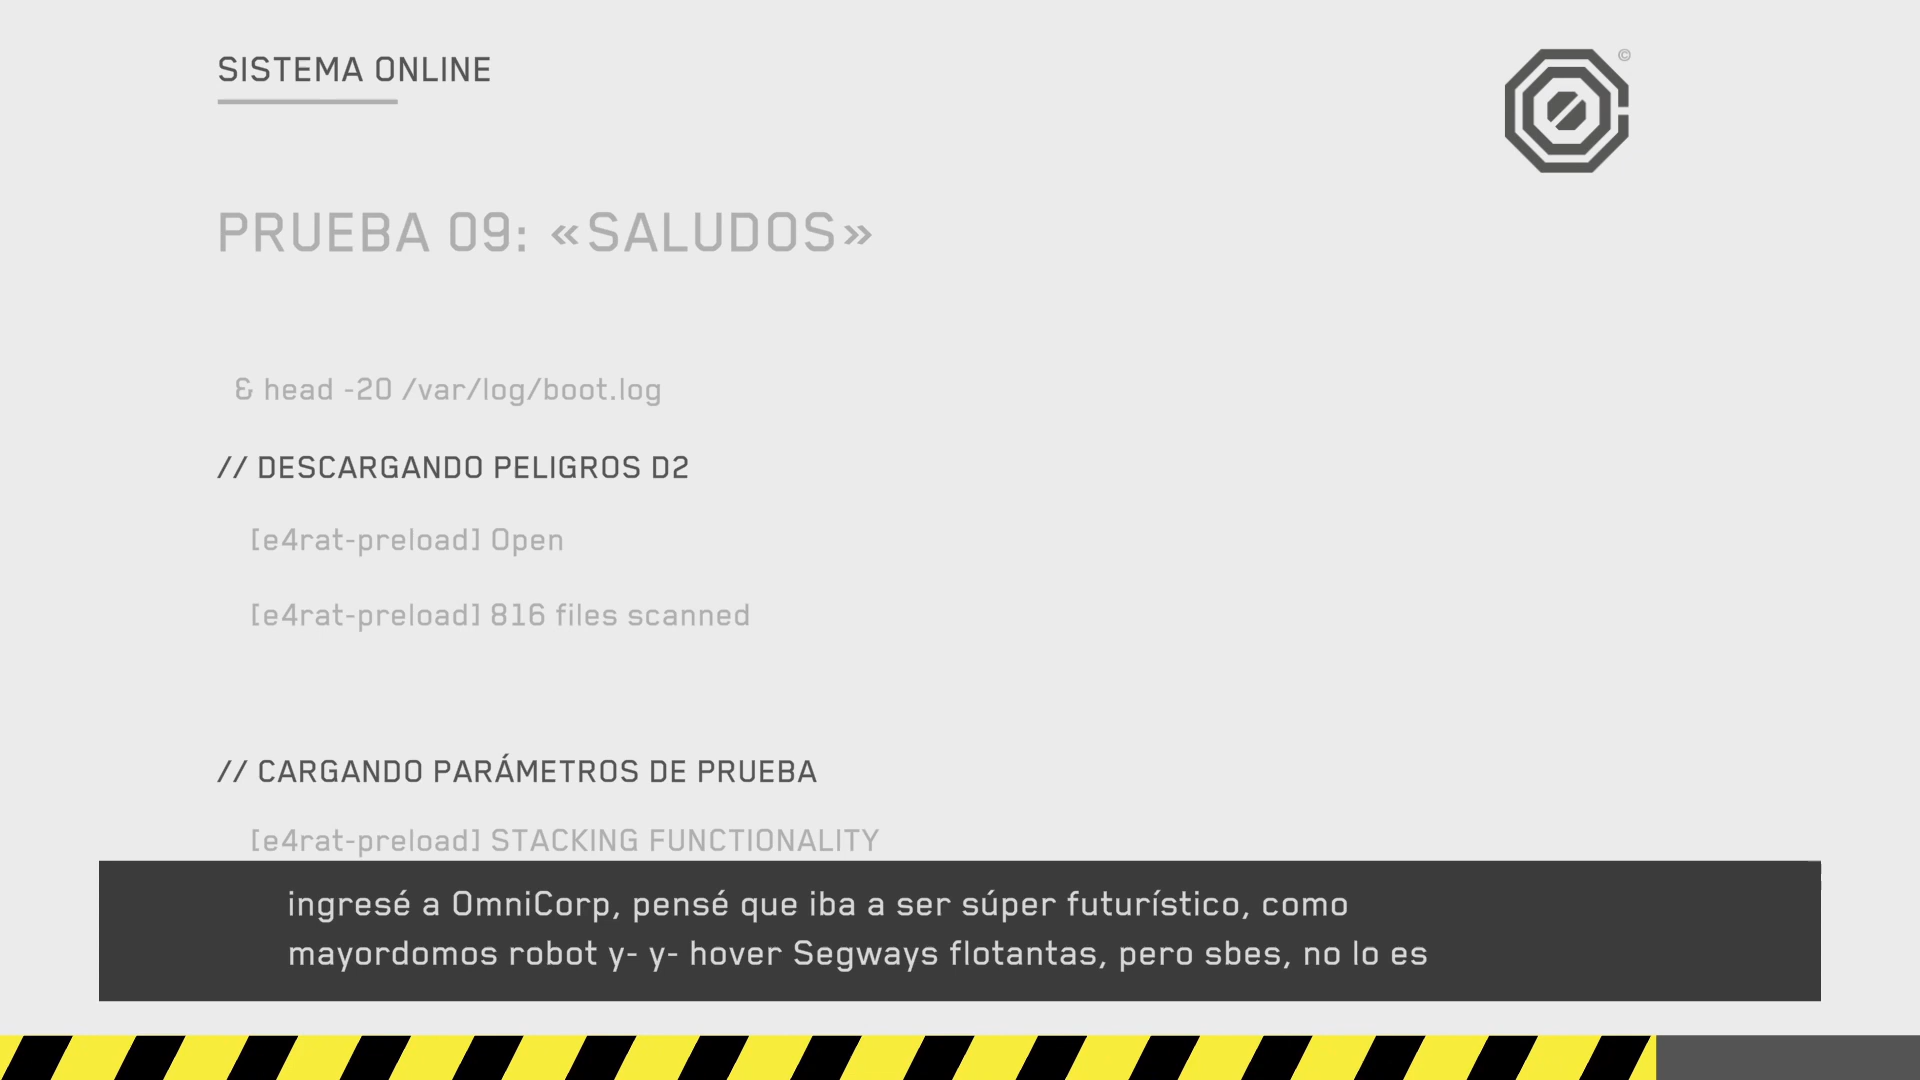 SISTEMA ONLINE
©
PRUEBA 09: «SALUDOS»
& head -20 /var/log/boot.log
// DESCARGANDO PELIGROS D2
[e4rat-preload] Open
[e4rat-preload] 816 files scanned
// CARGANDO PARÁMETROS DE PRUEBA
[e4rat-preload] STACKING FUNCTIONALITY
ingresé a OmniCorp, pensé que iba a ser súper futurístico, como
mayordomos robot y- y- hover Segways flotantas, pero sbes, no lo es